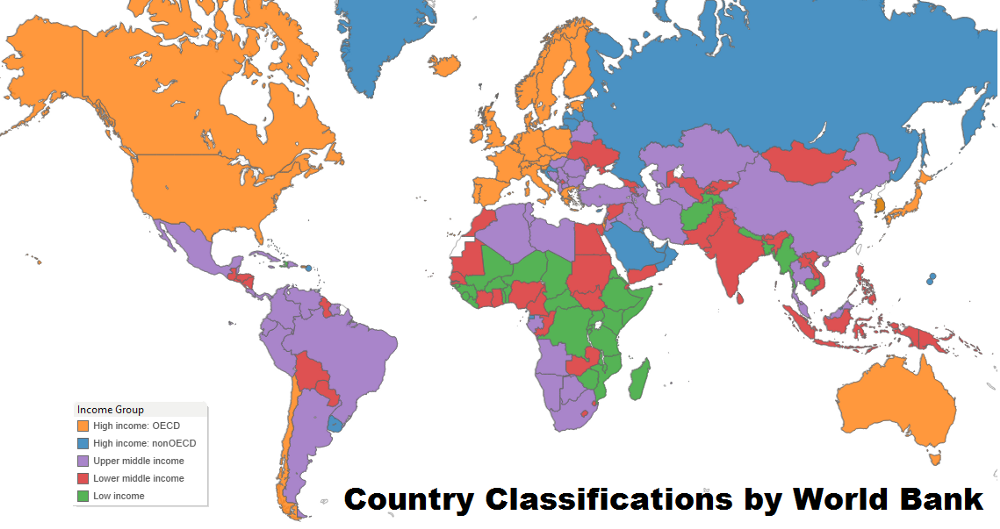 Income Group
High income: OECD
High income: nonOECD
Upper middle income
Lower middle income
Low income
Country Classifications by World Bank